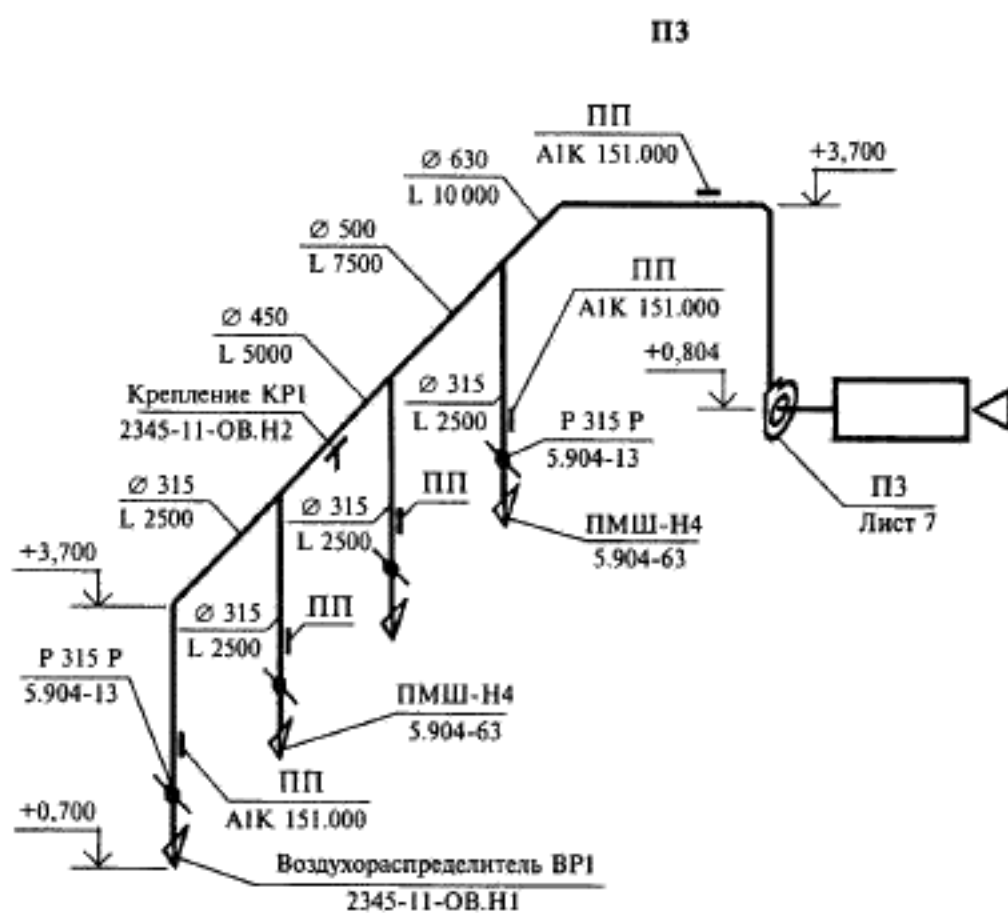 П3
ПП
А1К 151.000
+3,700
∅ 630
L 10 000
∅ 500
L 7500
ПП
А1К 151.000
∅ 450
L 5000
+0,804
Крепление КР1
2345-11-ОВ.Н2
∅ 315
L 2500
Р 315 Р
5.904-13
∅ 315
L 2500
∅ 315
L 2500
ПП
П3
Лист 7
ПМШ-Н4
5.904-63
+3,700
∅ 315
L 2500
ПП
Р 315 Р
5.904-13
ПМШ-Н4
5.904-63
ПП
А1К 151.000
+0,700
Воздухораспределитель ВР1
2345-11-ОВ.Н1